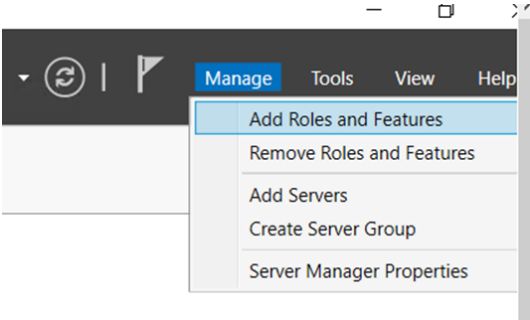 Manage Tools View Help
Add Roles and Features
Remove Roles and Features
Add Servers
Create Server Group
Server Manager Properties